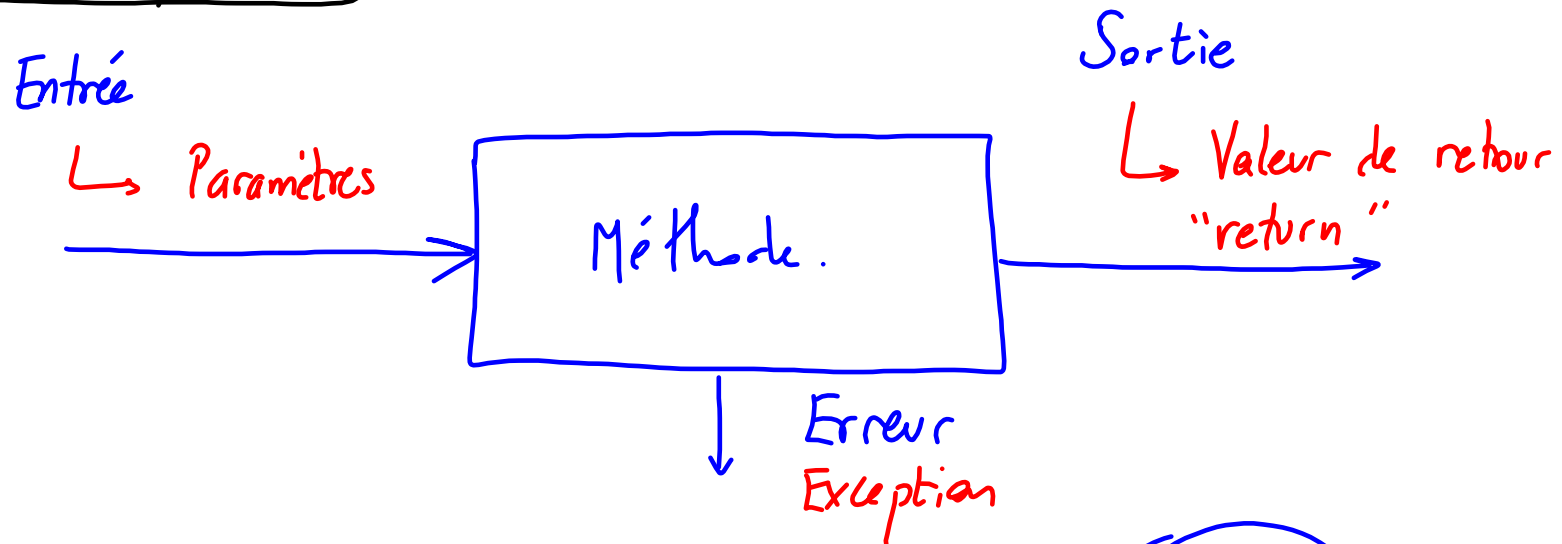 Entrée
Paramètres
Méthode.
Sortie
Valeur de retour
"return"
Erreur
Exception